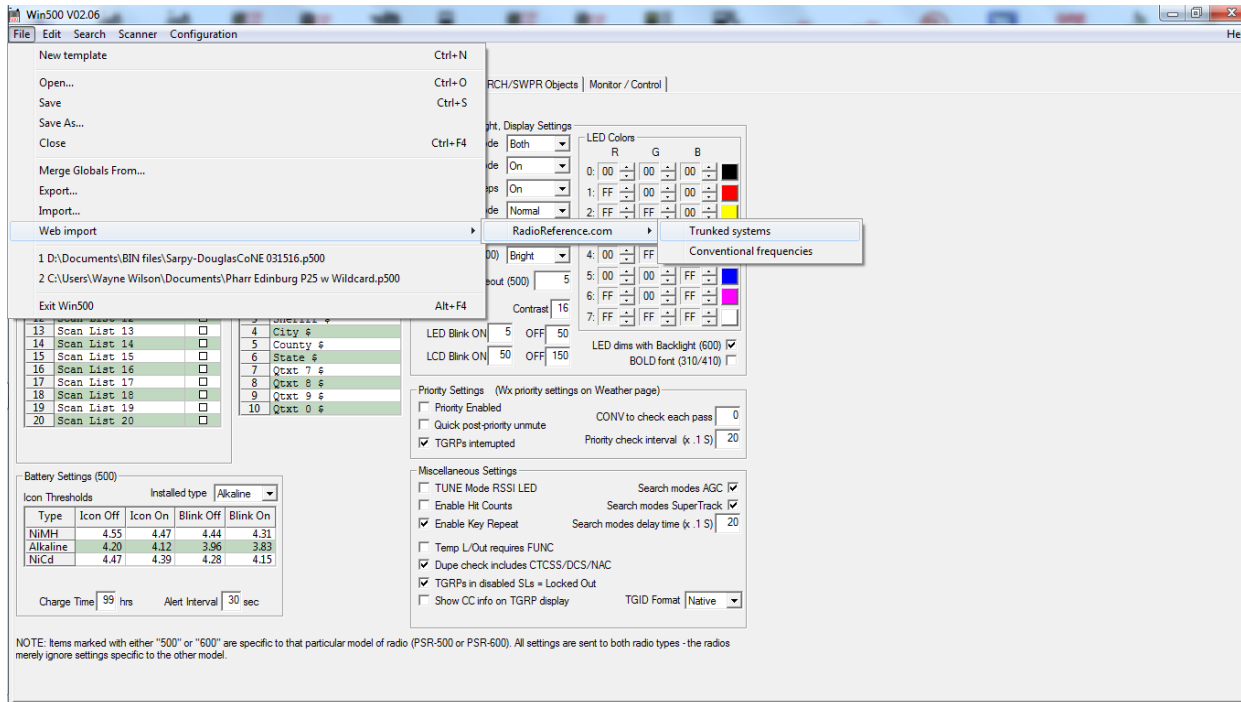 Win500 V02.06
File Edit Search Scanner Configuration He
New template Ctrl+N
Open... Ctrl+O
Save Ctrl+S
Save As...
Close Ctrl+F4
Merge Globals From...
Export...
Import...
Web import
1 D:\Documents\BIN files\Sarpy-DouglasCoNE 031516.p500
2 C:\Users\Wayne Wilson\Documents\Pharr Edinburg P25 w Wildcard.p500
Exit Win500 Alt+F4
RadioReference.com
Trunked systems
Conventional frequencies
RCH/SWPR Objects Monitor / Control
ght, Display Settings
de Both
de On
eps On
de Normal
00) Bright
eout (500) 5
Contrast 16
LED Blink ON 5 OFF 50
LCD Blink ON 50 OFF 150
LED Colors
R G B
0: 00 00 00
1: FF 00 00
2: FF FF 00
4: 00 FF
5: 00 00 FF
6: FF 00 FF
7: FF FF FF
LED dims with Backlight (600)
BOLD font (310/410)
12 Scan List 12
13 Scan List 13
14 Scan List 14
15 Scan List 15
16 Scan List 16
17 Scan List 17
18 Scan List 18
19 Scan List 19
20 Scan List 20
3 Sheriff $
4 City $
5 County $
6 State $
7 Qtxt 7 $
8 Qtxt 8 $
9 Qtxt 9 $
10 Qtxt 0 $
Priority Settings (Wx priority settings on Weather page)
Priority Enabled
Quick post-priority unmute
TGRPs interrupted
CONV to check each pass 0
Priority check interval (x .1 S) 20
Battery Settings (500)
Icon Thresholds Installed type Alkaline
Type Icon Off Icon On Blink Off Blink On
NiMH 4.55 4.47 4.44 4.31
Alkaline 4.20 4.12 3.96 3.83
NiCd 4.47 4.39 4.28 4.15
Charge Time 99 hrs Alert Interval 30 sec
Miscellaneous Settings
TUNE Mode RSSI LED
Enable Hit Counts
Enable Key Repeat
Temp L/Out requires FUNC
Dupe check includes CTCSS/DCS/NAC
TGRPs in disabled SLs = Locked Out
Show CC info on TGRP display
Search modes AGC
Search modes SuperTrack
Search modes delay time (x .1 S) 20
TGID Format Native
NOTE: Items marked with either "500" or "600" are specific to that particular model of radio (PSR-500 or PSR-600). All settings are sent to both radio types - the radios
merely ignore settings specific to the other model.